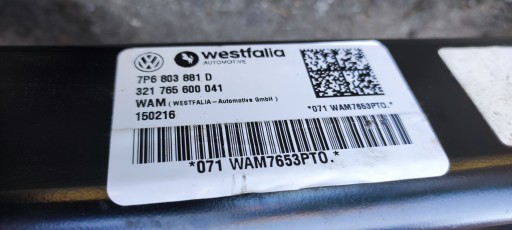 westfalia
AUTOMOTIVE
7P6 803 881 D
321 765 600 041
WAM (WESTFALIA-Automotive GmbH)
150216
*071 WAM7653PTO.*
*071 WAM7653PTO.*